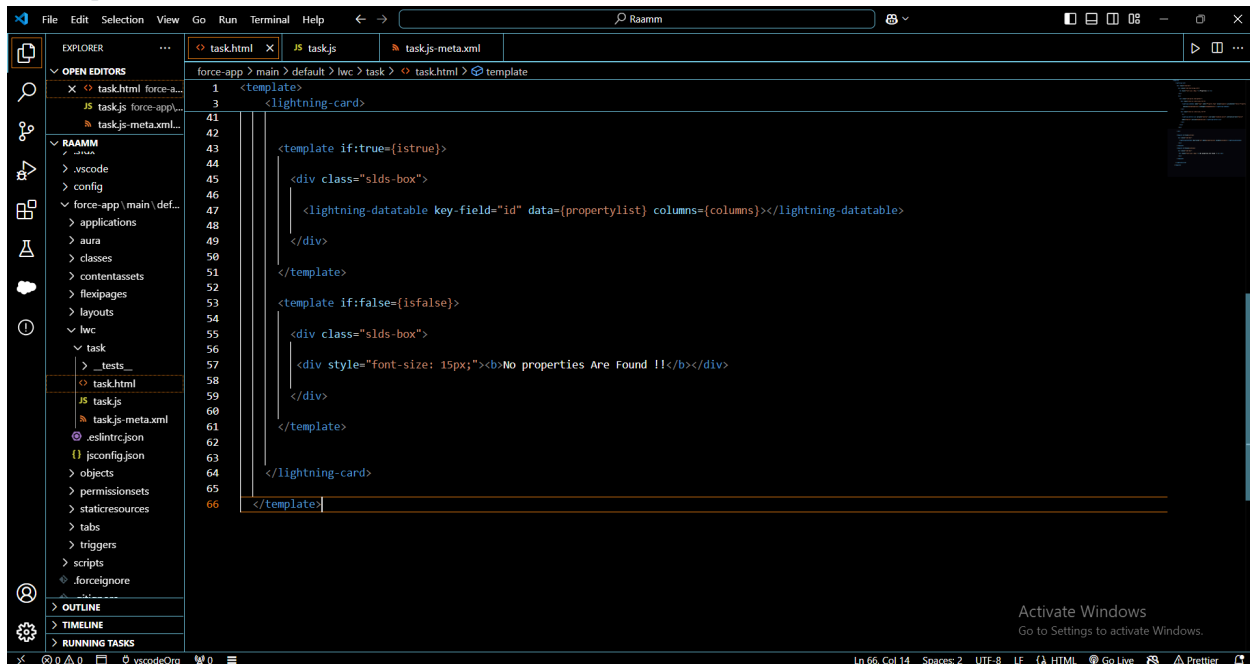 File Edit Selection View Go Run Terminal Help
Raamm
EXPLORER
OPEN EDITORS
task.html force-a...
JS task.js force-app\...
task.js-meta.xml...
RAAMM
.vscode
config
force-app\main\def...
applications
aura
classes
contentassets
flexipages
layouts
lwc
task
__tests__
task.html
JS task.js
task.js-meta.xml
.eslintrc.json
{} jsconfig.json
objects
permissionsets
staticresources
tabs
triggers
scripts
.forceignore
OUTLINE
TIMELINE
RUNNING TASKS
task.html
JS task.js
task.js-meta.xml
force-app > main > default > lwc > task > task.html > template
1 <template>
3 <lightning-card>
41
42
43 <template if:true={istrue}>
44
45 <div class="slds-box">
46
47 <lightning-datatable key-field="id" data={propertylist} columns={columns}></lightning-datatable>
48
49 </div>
50
51 </template>
52
53 <template if:false={isfalse}>
54
55 <div class="slds-box">
56
57 <div style="font-size: 15px;"><b>No properties Are Found !!</b></div>
58
59 </div>
60
61 </template>
62
63
64 </lightning-card>
65
66 </template>
Activate Windows
Go to Settings to activate Windows.
0 0 vscodeOrg 0 Ln 66, Col 14 Spaces: 2 UTF-8 LF HTML Go Live Prettier